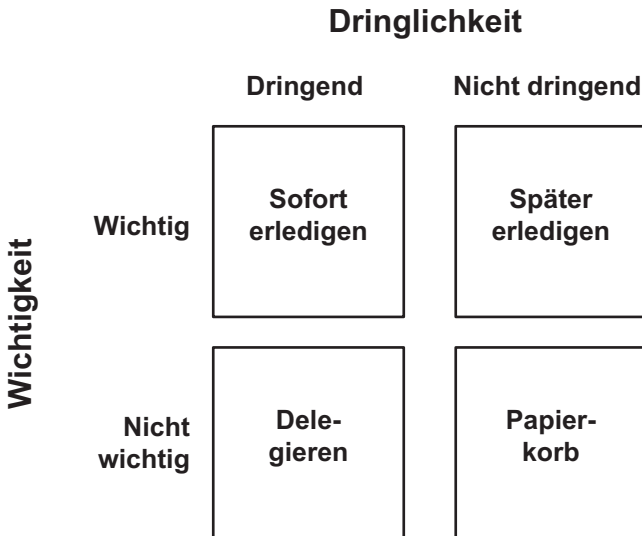 Dringlichkeit
Dringend
Nicht dringend
Wichtigkeit
Wichtig
Sofort
erledigen
Später
erledigen
Nicht
wichtig
Dele-
gieren
Papier-
korb